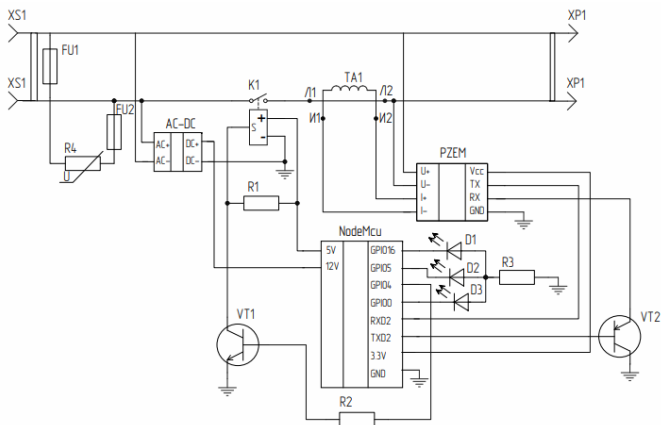 XS1
XP1
FU1
XS1
K1
Л1
TA1
Л2
XP1
FU2
AC-DC
S
+
-
И1
И2
PZEM
R4
U
AC+
DC+
AC-
DC-
U+
Vcc
U-
TX
I+
RX
I-
GND
R1
NodeMcu
5V
GPIO16
D1
12V
GPIO5
D2
R3
GPIO4
D3
GPIO0
VT1
RXD2
VT2
TXD2
3.3V
GND
R2